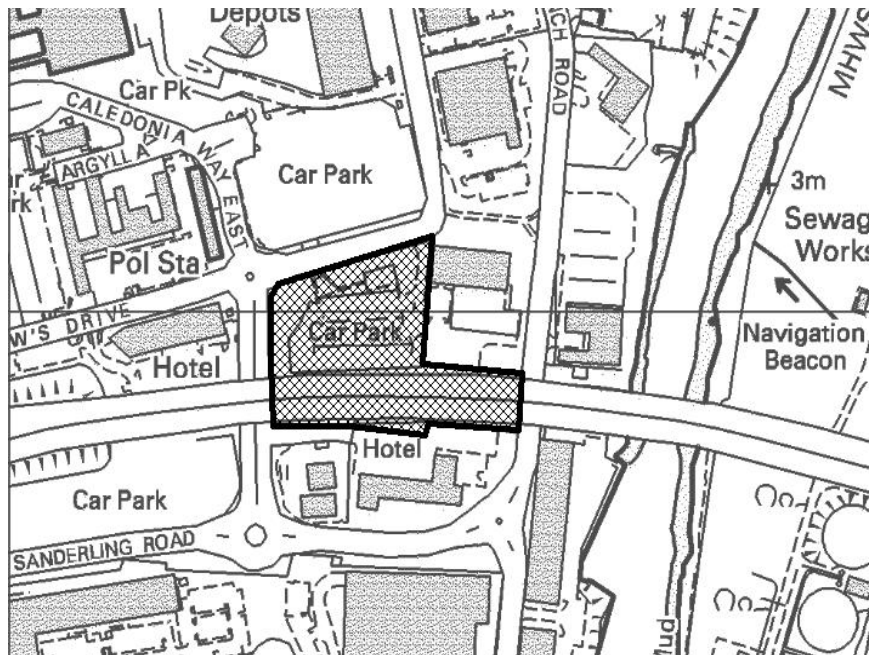 Depots
Car Pk
CALEDONIA
WAY
EAST
ROAD
MHWS
ARGYLL
Car Park
3m
Sewag
Works
Pol Sta
W'S DRIVE
Car Park
Navigation
Beacon
Hotel
Hotel
Car Park
SANDERLING ROAD
Mud